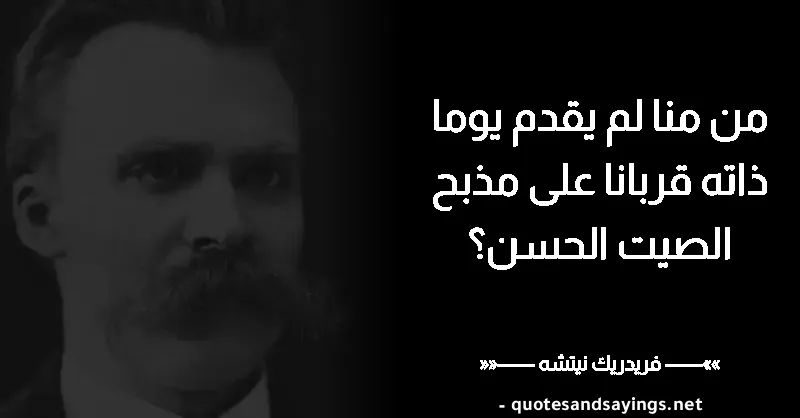 من منا لم يقدم يوما
ذاته قربانا على مذبح
الصيت الحسن؟
»»—— فريدريك نيتشه ——««
- quotesandsayings.net